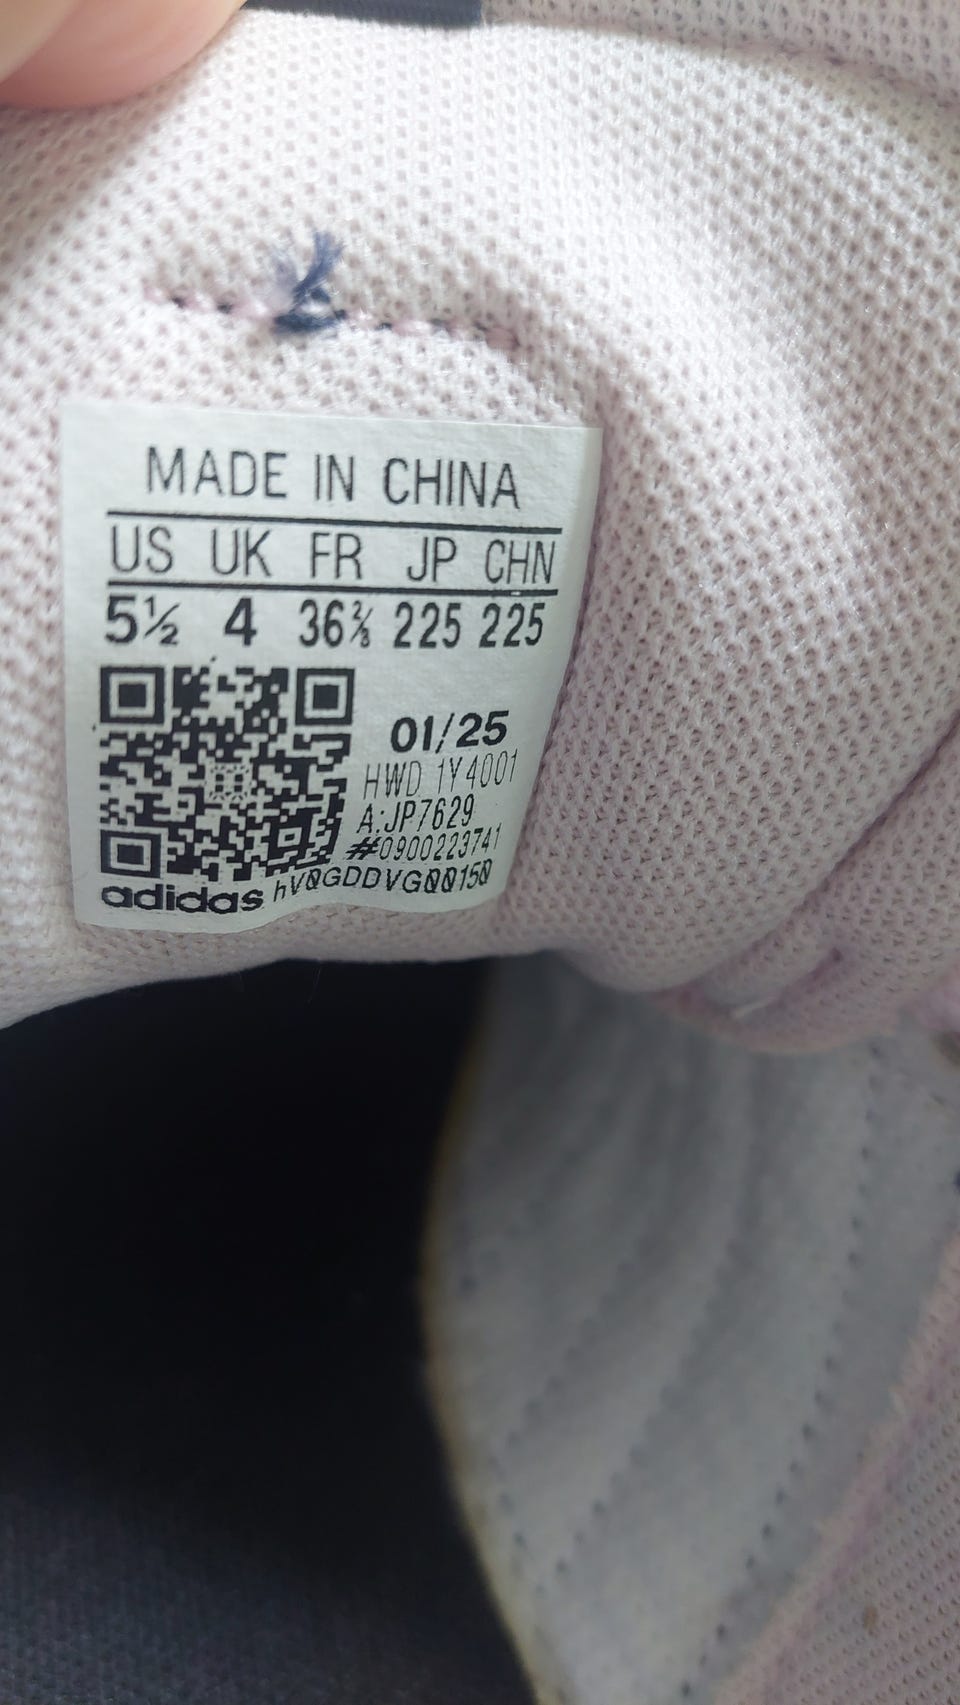 MADE IN CHINA
US UK FR JP CHN
5½ 4 36⅔ 225 225
01/25
HWD 1Y4001
A:JP7629
#0900223741
adidas hV0GDDVG00150